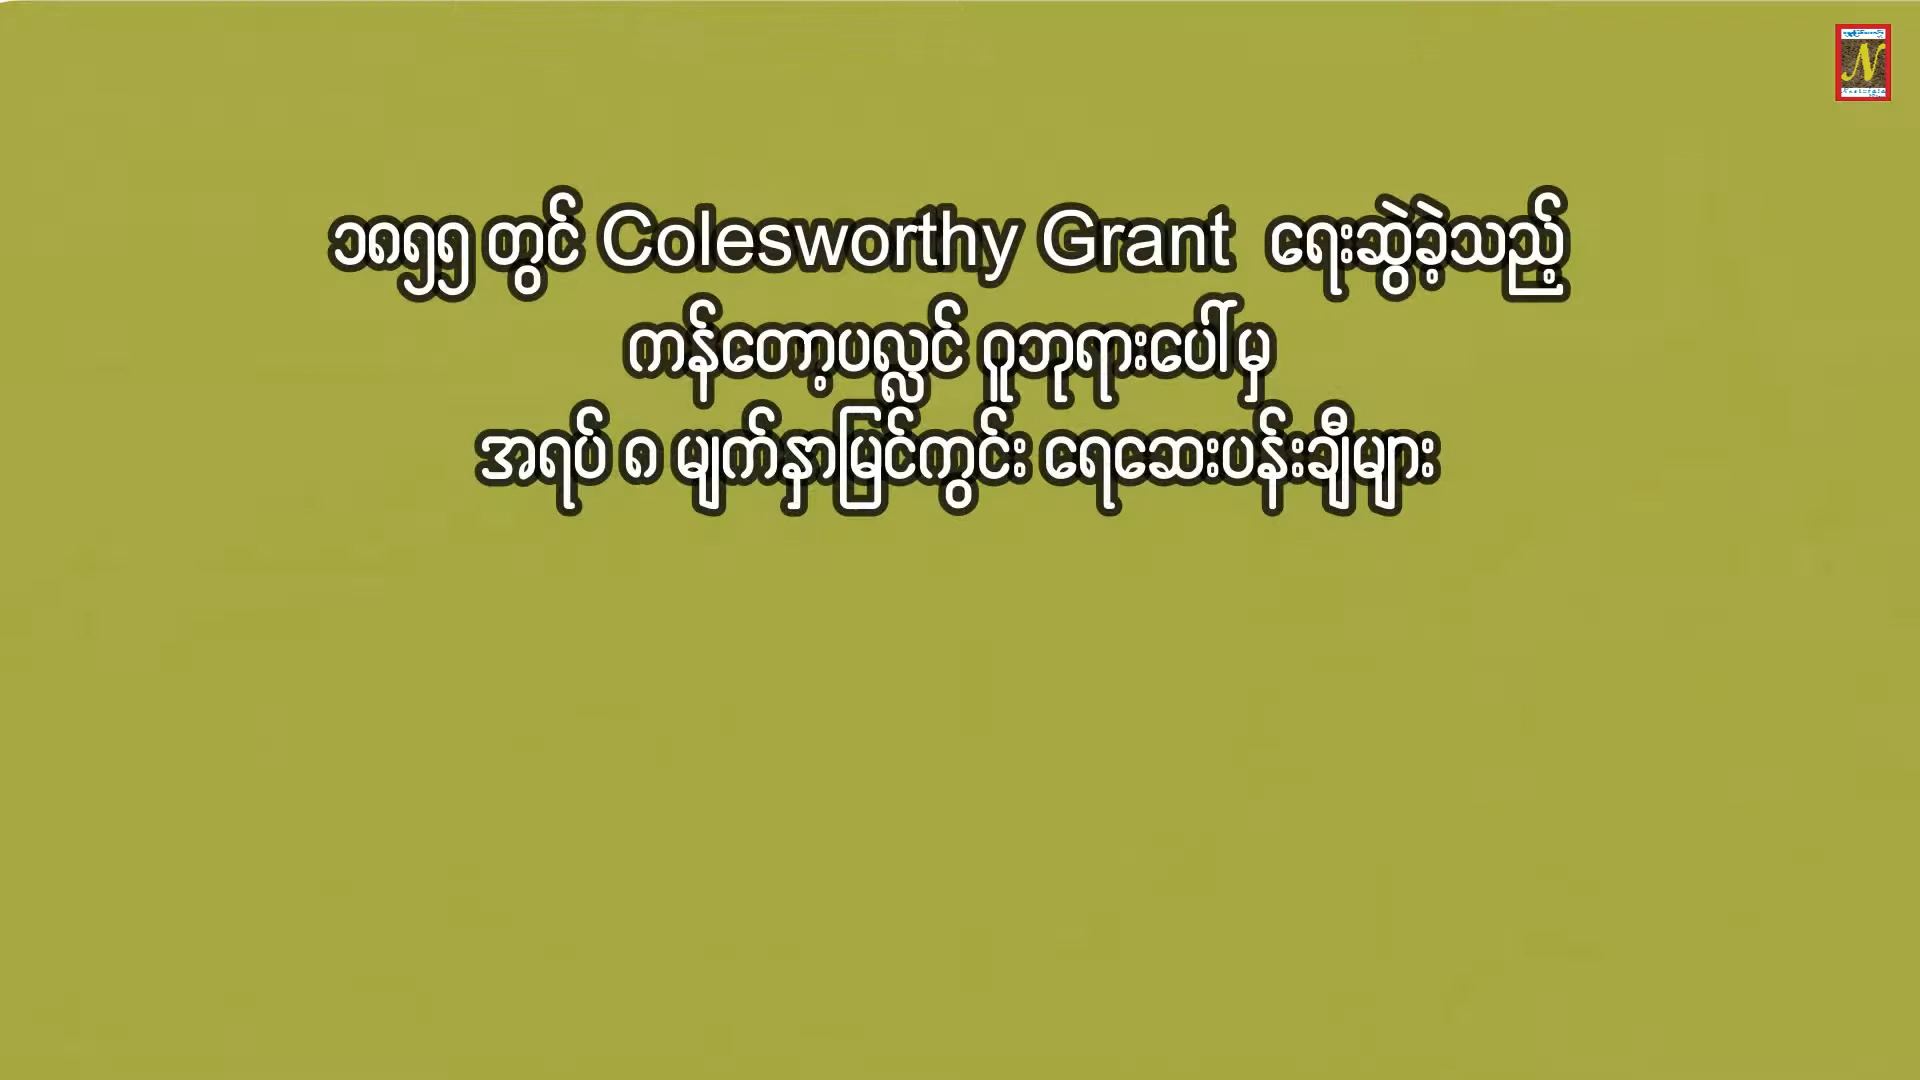 ၁၈၅၅ တွင် Colesworthy Grant ရေးဆွဲခဲ့သည့်
ကန်တော့ပလ္လင် ဂူဘုရားပေါ်မှ
အရပ် ၈ မျက်နှာမြင်ကွင်း ရေဆေးပန်းချီများ
N